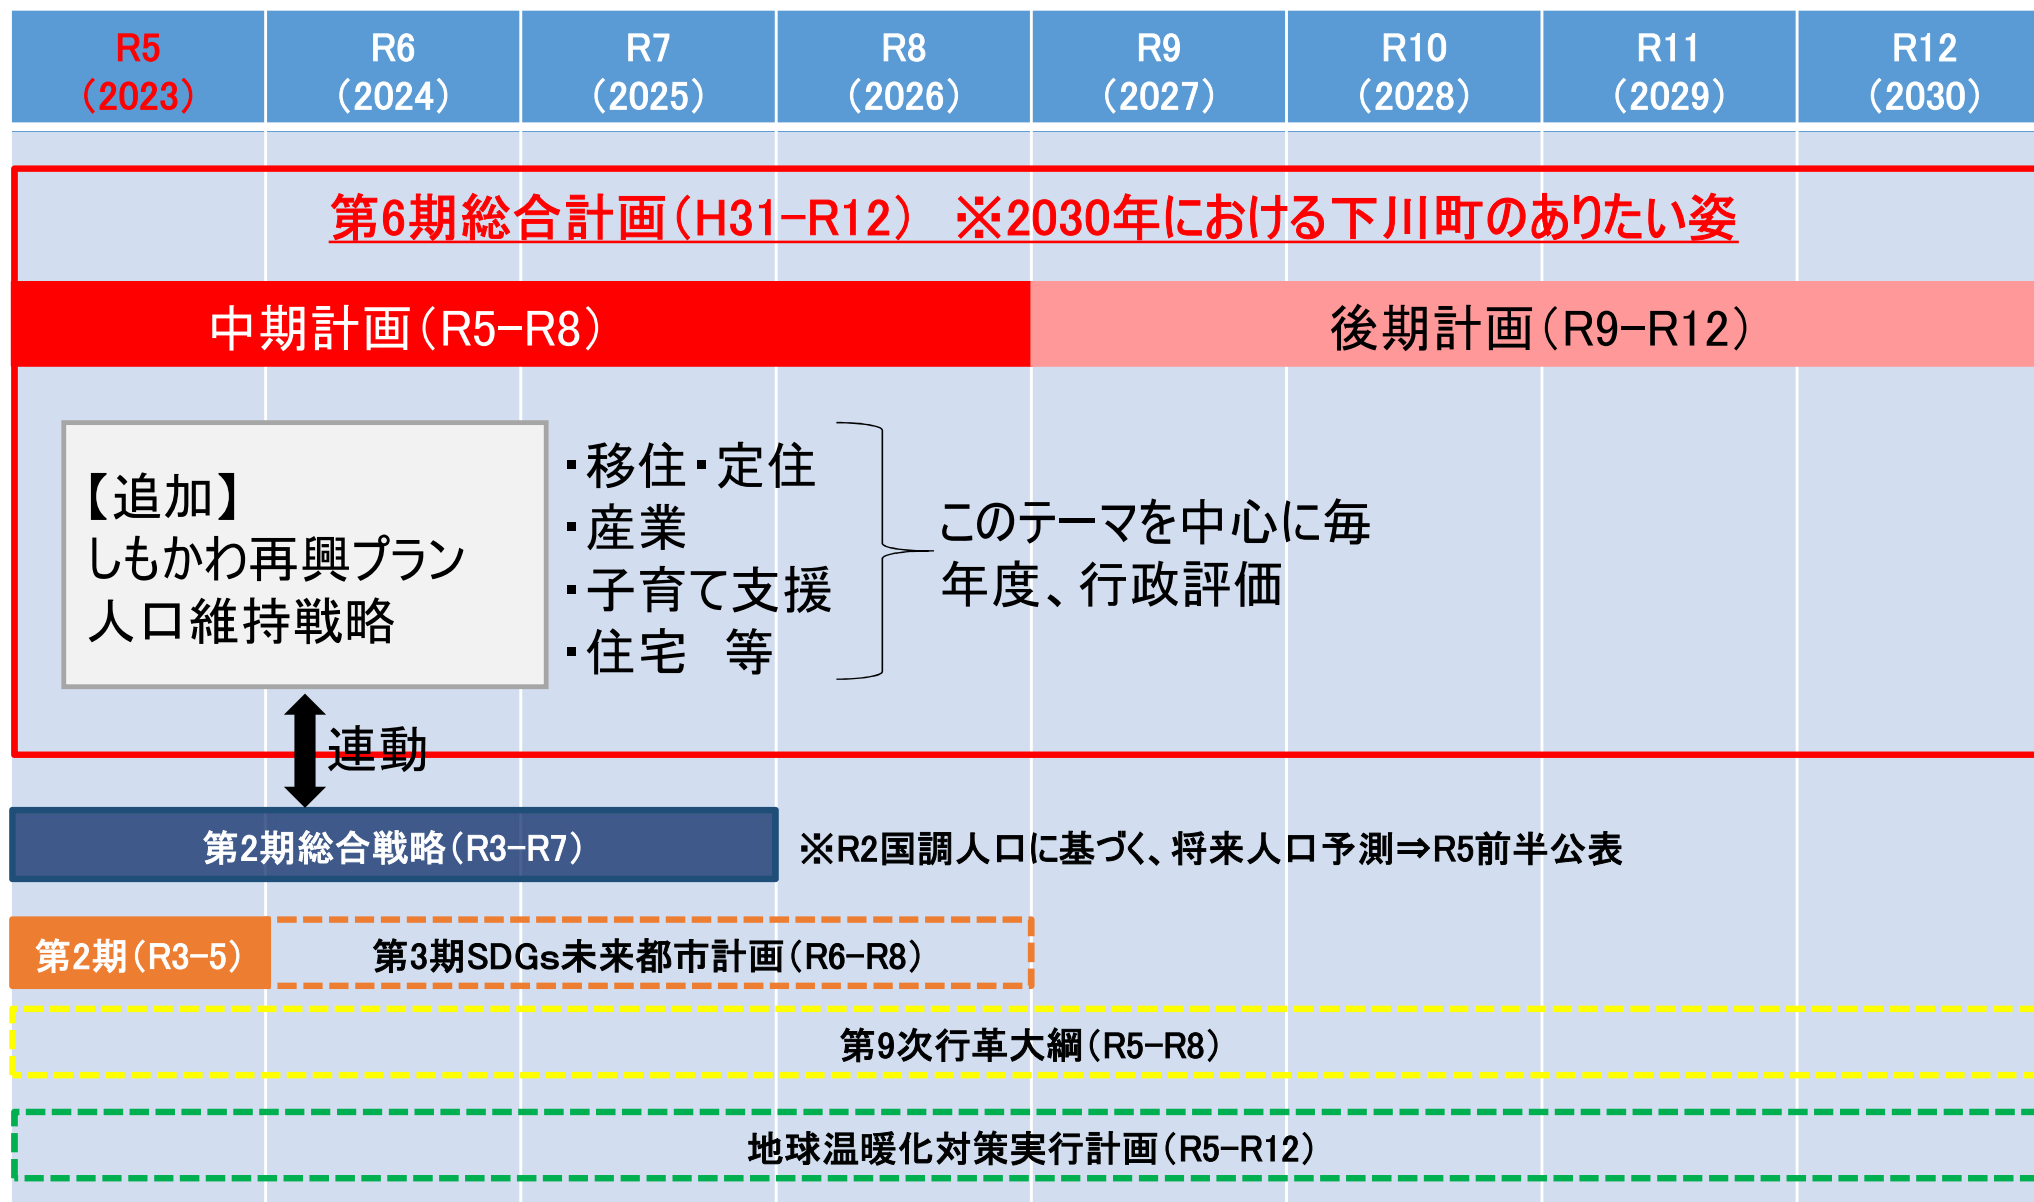 R5
（2023）
R6
（2024）
R7
（2025）
R8
（2026）
R9
（2027）
R10
（2028）
R11
（2029）
R12
（2030）
第6期総合計画（H31－R12）　※2030年における下川町のありたい姿
中期計画（R5－R8）
後期計画（R9－R12）
【追加】
しもかわ再興プラン
人口維持戦略
・移住・定住
・産業
・子育て支援
・住宅　等
このテーマを中心に毎
年度、行政評価
連動
第2期総合戦略（R3－R7）
※R2国調人口に基づく、将来人口予測⇒R5前半公表
第2期（R3－5）
第3期SDGs未来都市計画（R6－R8）
第9次行革大綱（R5－R8）
地球温暖化対策実行計画（R5－R12）